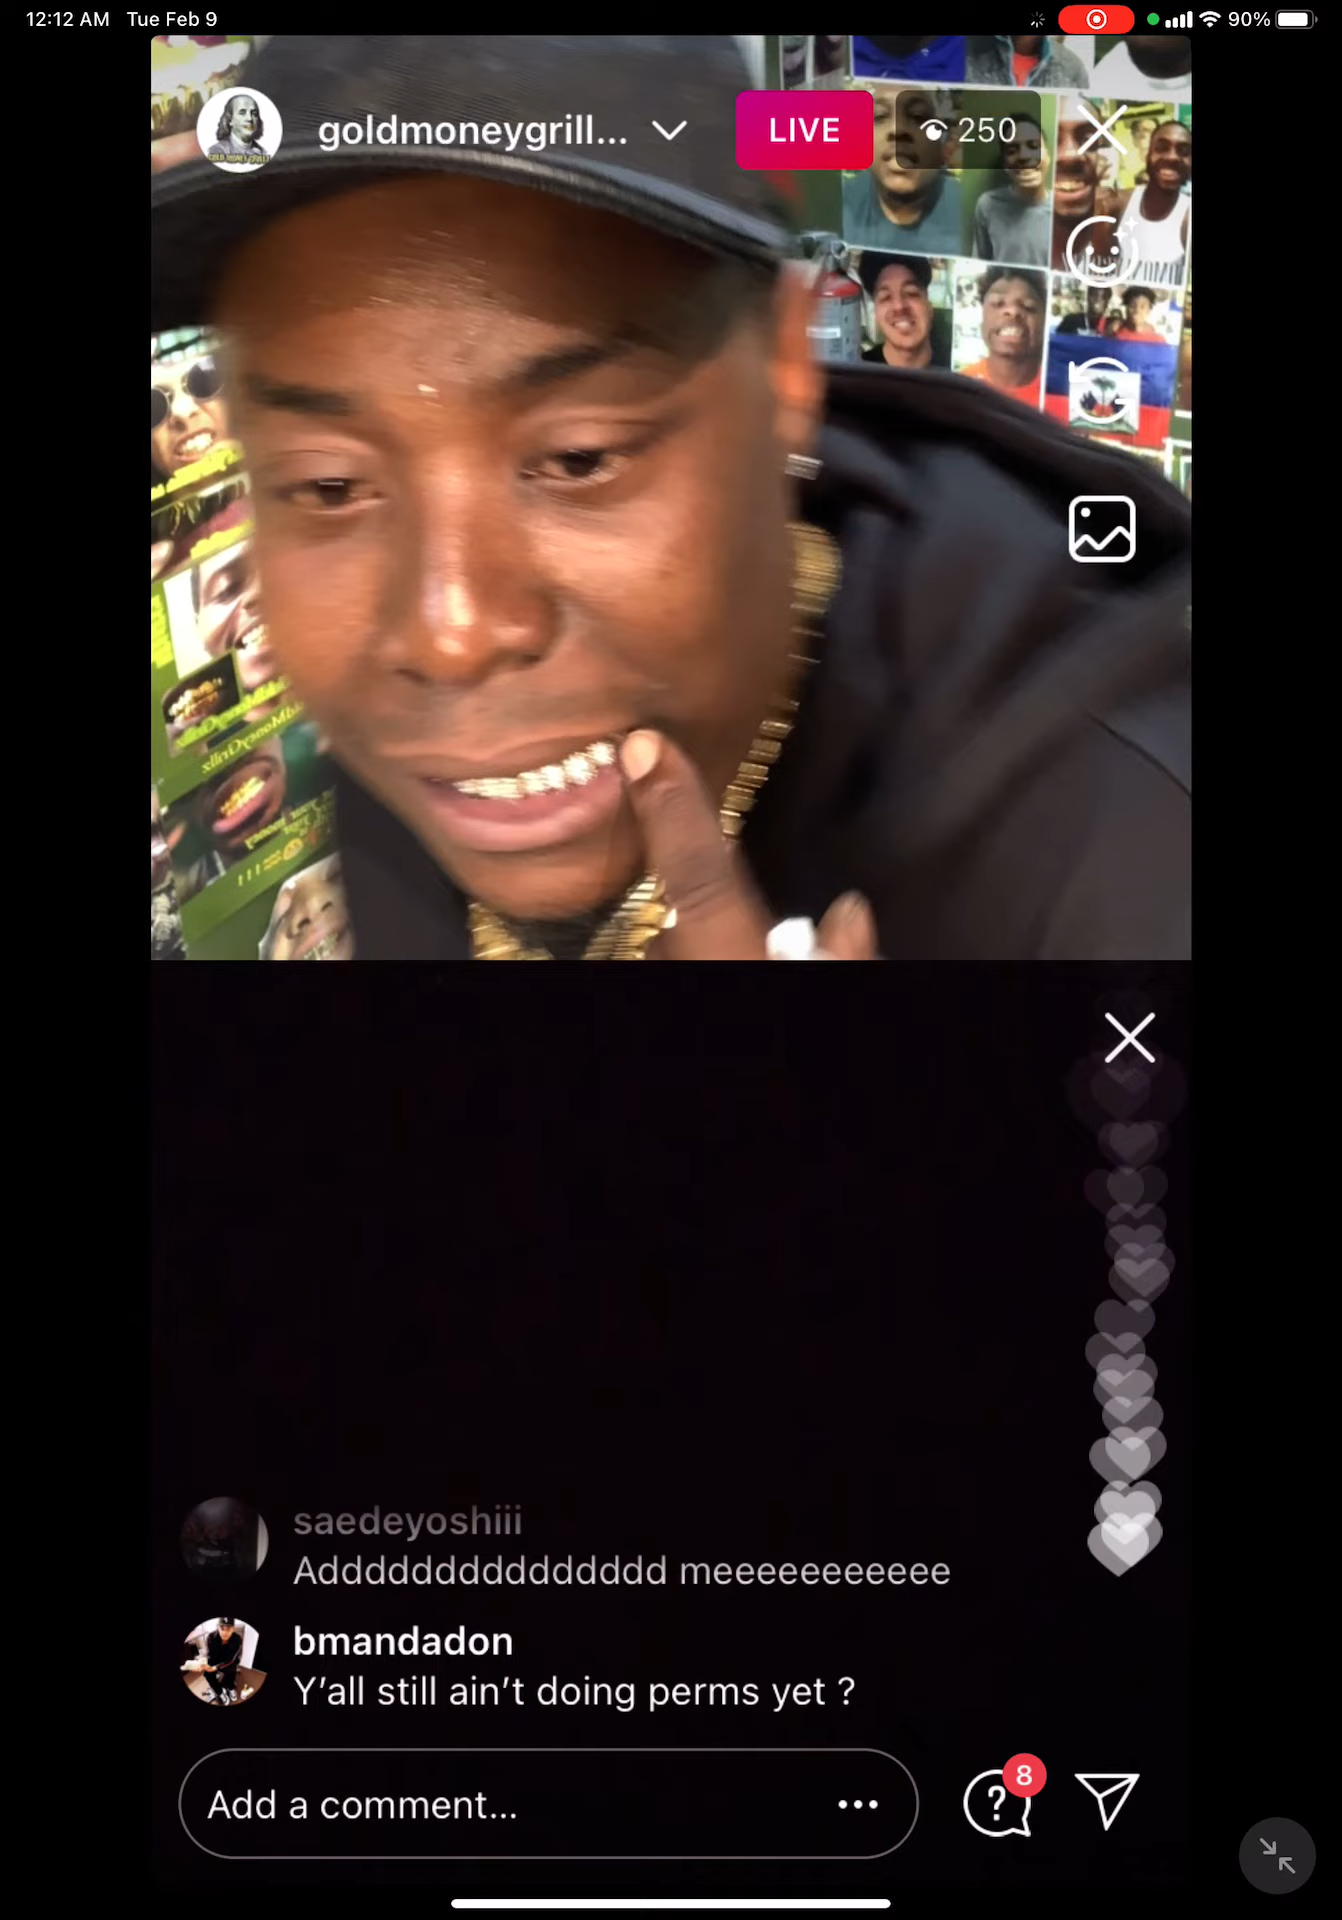 12:12 AM Tue Feb 9
90%
goldmoneygrill...
LIVE
250
saedeyoshiii
Addddddddddddddd meeeeeeeeeee
bmandadon
Y'all still ain't doing perms yet ?
Add a comment...
8